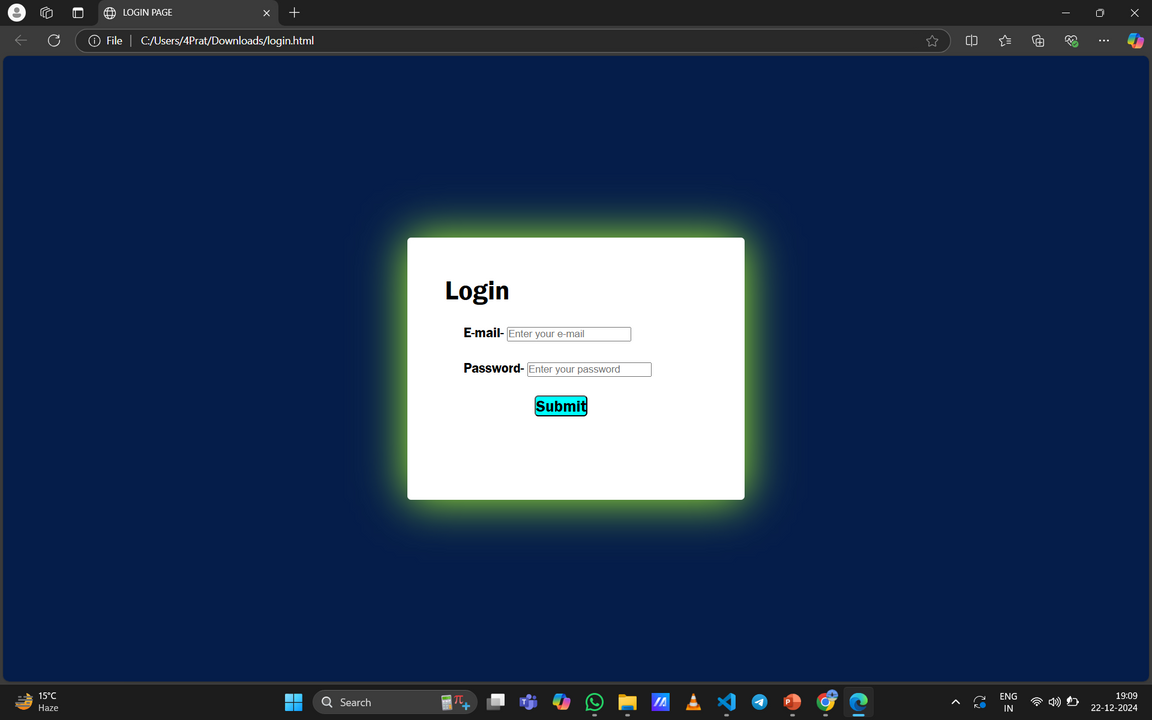 LOGIN PAGE
File
C:/Users/4Prat/Downloads/login.html
Login
E-mail- Enter your e-mail
Password- Enter your password
Submit
15°C
Haze
Search
ENG
IN
19:09
22-12-2024